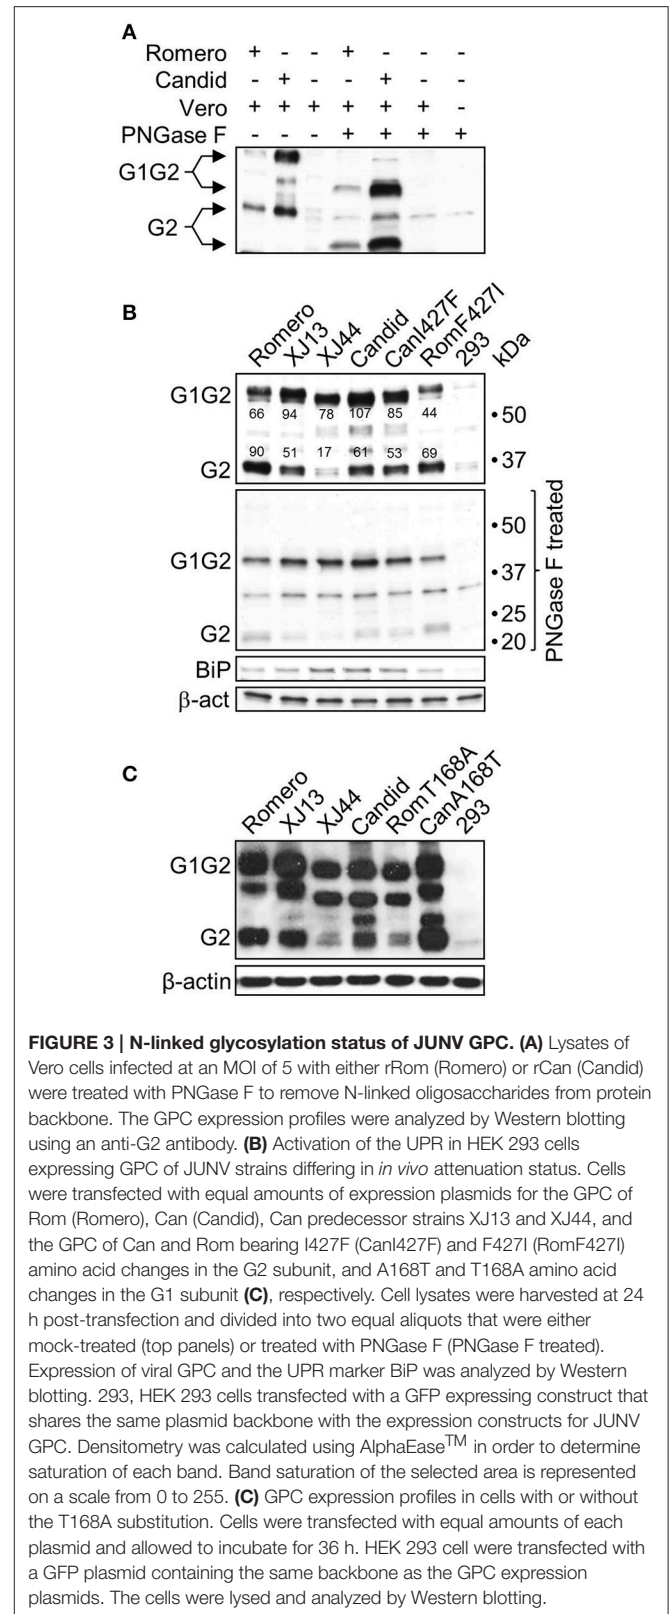 A
Romero + - - + - - -
Candid - + - - + - -
Vero + + + + + + -
PNGase F - - - + + + +
G1G2
G2
B
Romero XJ13 XJ44 Candid CanI427F RomF427I 293 kDa
G1G2
66 94 78 107 85 44
•50
90 51 17 61 53 69
•37
G2
•50
G1G2
•37
•25
G2
•20
PNGase F treated
BiP
β-act
C
Romero XJ13 XJ44 Candid RomT168A CanA168T 293
G1G2
G2
β-actin
FIGURE 3 | N-linked glycosylation status of JUNV GPC. (A) Lysates of
Vero cells infected at an MOI of 5 with either rRom (Romero) or rCan (Candid)
were treated with PNGase F to remove N-linked oligosaccharides from protein
backbone. The GPC expression profiles were analyzed by Western blotting
using an anti-G2 antibody. (B) Activation of the UPR in HEK 293 cells
expressing GPC of JUNV strains differing in in vivo attenuation status. Cells
were transfected with equal amounts of expression plasmids for the GPC of
Rom (Romero), Can (Candid), Can predecessor strains XJ13 and XJ44, and
the GPC of Can and Rom bearing I427F (CanI427F) and F427I (RomF427I)
amino acid changes in the G2 subunit, and A168T and T168A amino acid
changes in the G1 subunit (C), respectively. Cell lysates were harvested at 24
h post-transfection and divided into two equal aliquots that were either
mock-treated (top panels) or treated with PNGase F (PNGase F treated).
Expression of viral GPC and the UPR marker BiP was analyzed by Western
blotting. 293, HEK 293 cells transfected with a GFP expressing construct that
shares the same plasmid backbone with the expression constructs for JUNV
GPC. Densitometry was calculated using AlphaEase™ in order to determine
saturation of each band. Band saturation of the selected area is represented
on a scale from 0 to 255. (C) GPC expression profiles in cells with or without
the T168A substitution. Cells were transfected with equal amounts of each
plasmid and allowed to incubate for 36 h. HEK 293 cell were transfected with
a GFP plasmid containing the same backbone as the GPC expression
plasmids. The cells were lysed and analyzed by Western blotting.